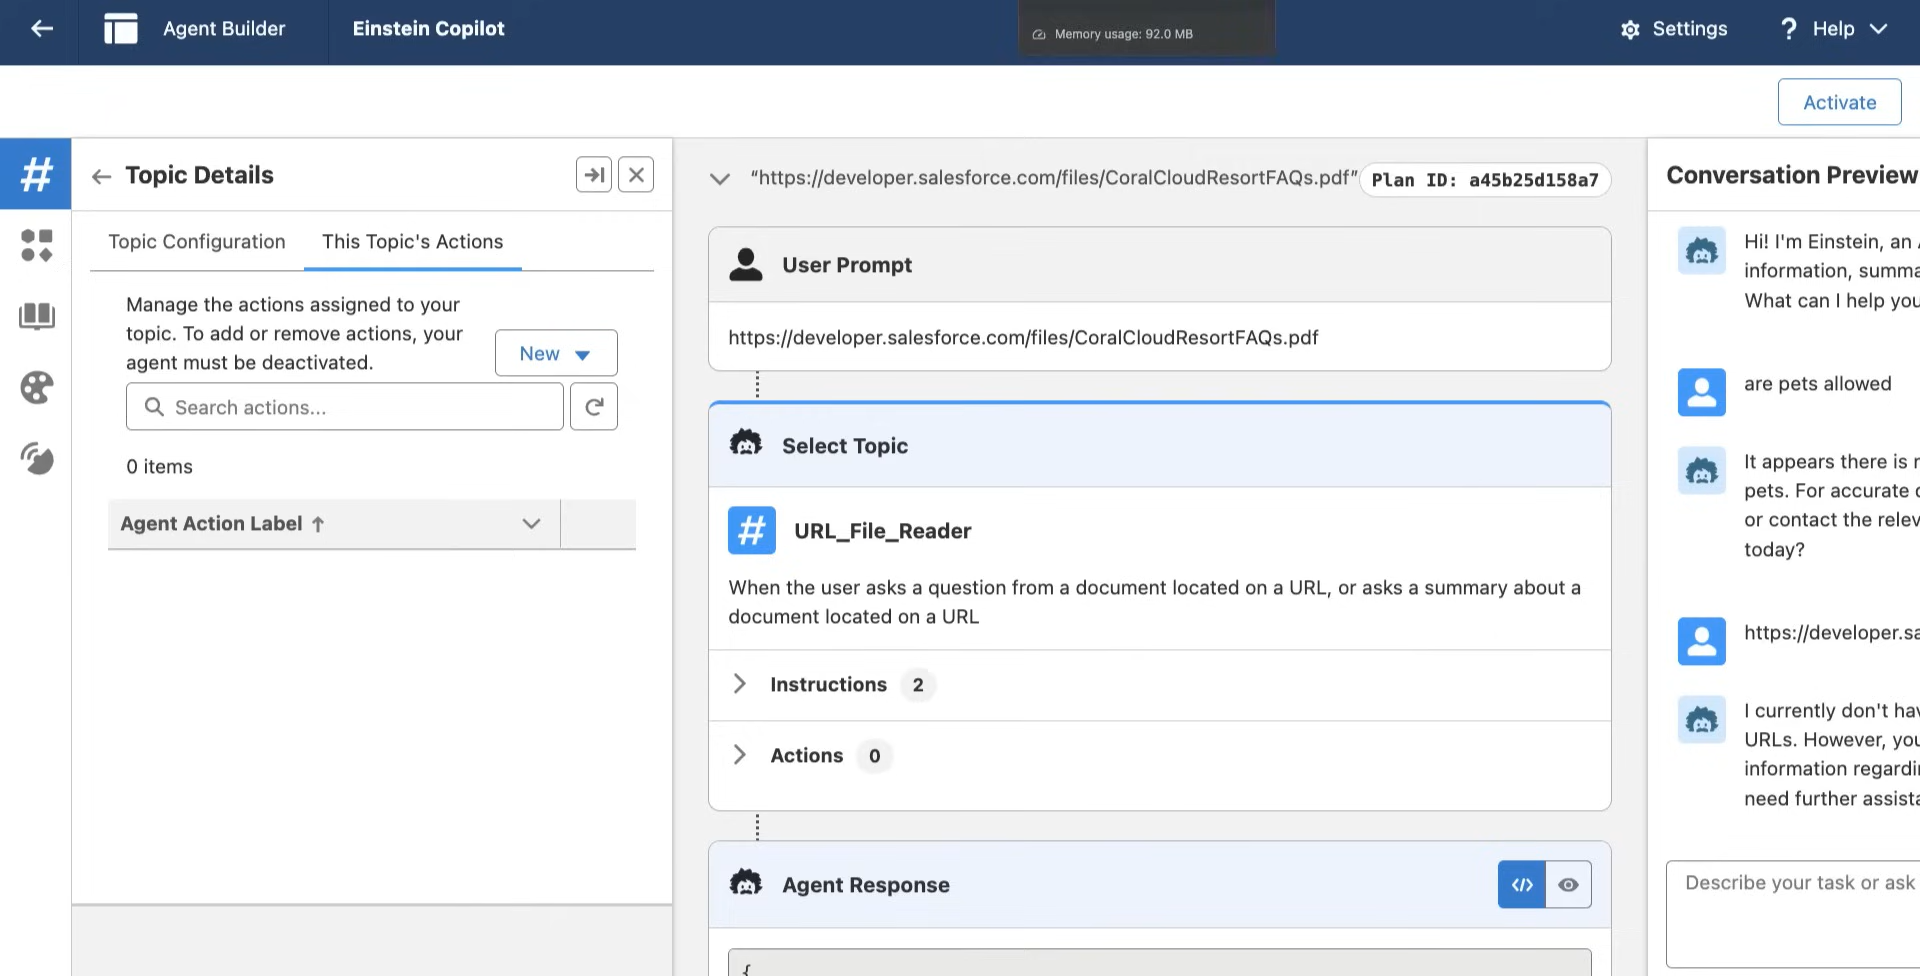 Agent Builder
Einstein Copilot
Memory usage: 92.0 MB
Settings
Help
Activate
Topic Details
Topic Configuration
This Topic's Actions
Manage the actions assigned to your
topic. To add or remove actions, your
agent must be deactivated.
New
Search actions...
0 items
Agent Action Label
"https://developer.salesforce.com/files/CoralCloudResortFAQs.pdf"
Plan ID: a45b25d158a7
User Prompt
https://developer.salesforce.com/files/CoralCloudResortFAQs.pdf
Select Topic
URL_File_Reader
When the user asks a question from a document located on a URL, or asks a summary about a
document located on a URL
Instructions 2
Actions 0
Agent Response
{
Conversation Preview
Hi! I'm Einstein, an
information, summa
What can I help you
are pets allowed
It appears there is
pets. For accurate
or contact the relev
today?
https://developer.sa
I currently don't hav
URLs. However, you
information regardi
need further assista
Describe your task or ask